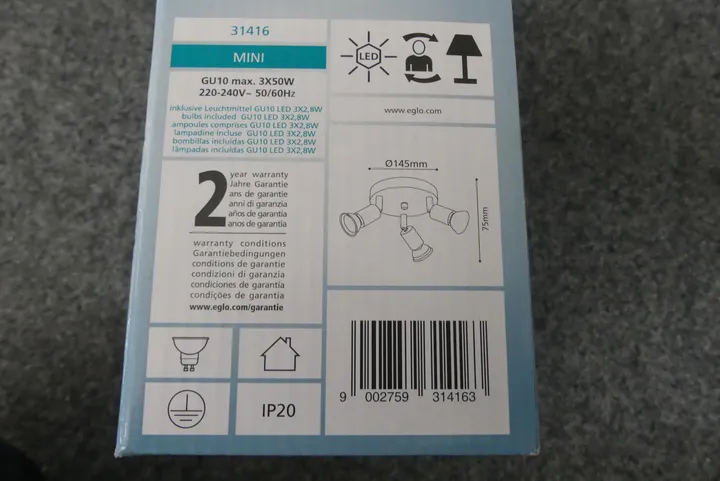 31416
MINI
GU10 max. 3X50W
220-240V~ 50/60Hz
inklusive Leuchtmittel GU10 LED 3X2,8W
bulbs included GU10 LED 3X2,8W
ampoules comprises GU10 LED 3X2,8W
lampadine incluse GU10 LED 3X2,8W
bombillas incluidas GU10 LED 3X2,8W
lâmpadas incluídas GU10 LED 3X2,8W
2
year warranty
Jahre Garantie
ans de garantie
anni di garanzia
años de garantía
anos de garantia
warranty conditions
Garantiebedingungen
conditions de garantie
condizioni di garanzia
condiciones de garantía
condições de garantia
www.eglo.com/garantie
IP20
LED
www.eglo.com
Ø145mm
75mm
9 002759 314163